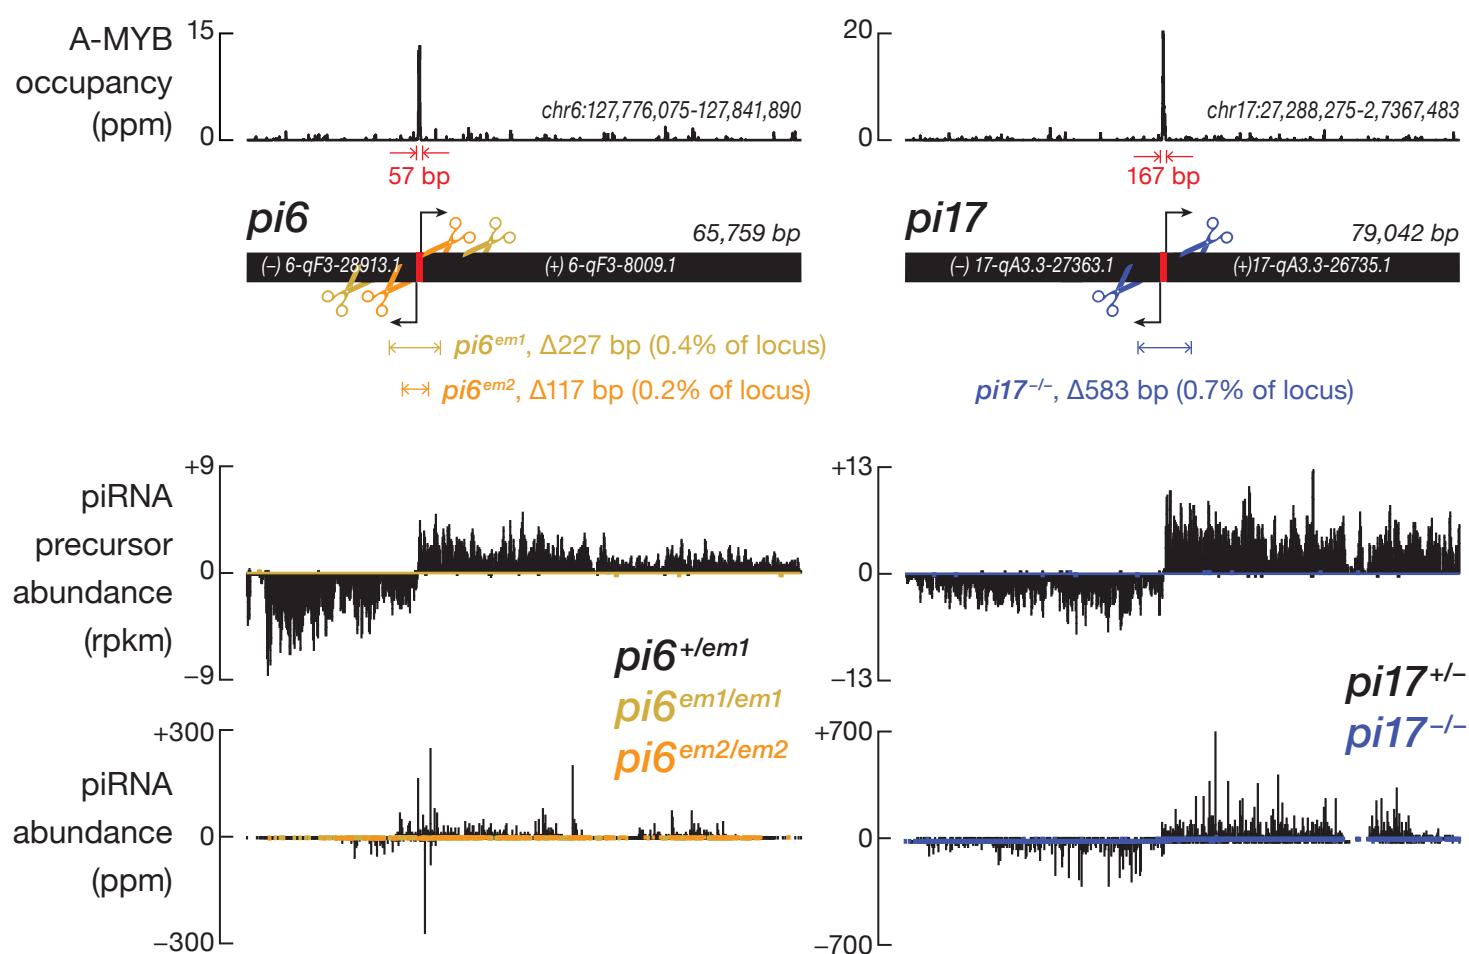 A-MYB
occupancy
(ppm)
15
0
chr6:127,776,075-127,841,890
57 bp
pi6
65,759 bp
(–) 6-qF3-28913.1
(+) 6-qF3-8009.1
pi6em1, Δ227 bp (0.4% of locus)
pi6em2, Δ117 bp (0.2% of locus)
20
0
chr17:27,288,275-2,7367,483
167 bp
pi17
79,042 bp
(–) 17-qA3.3-27363.1
(+)17-qA3.3-26735.1
pi17–/–, Δ583 bp (0.7% of locus)
piRNA
precursor
abundance
(rpkm)
+9
0
–9
+13
0
–13
pi6+/em1
pi6em1/em1
pi6em2/em2
pi17+/–
pi17–/–
piRNA
abundance
(ppm)
+300
0
–300
+700
0
–700